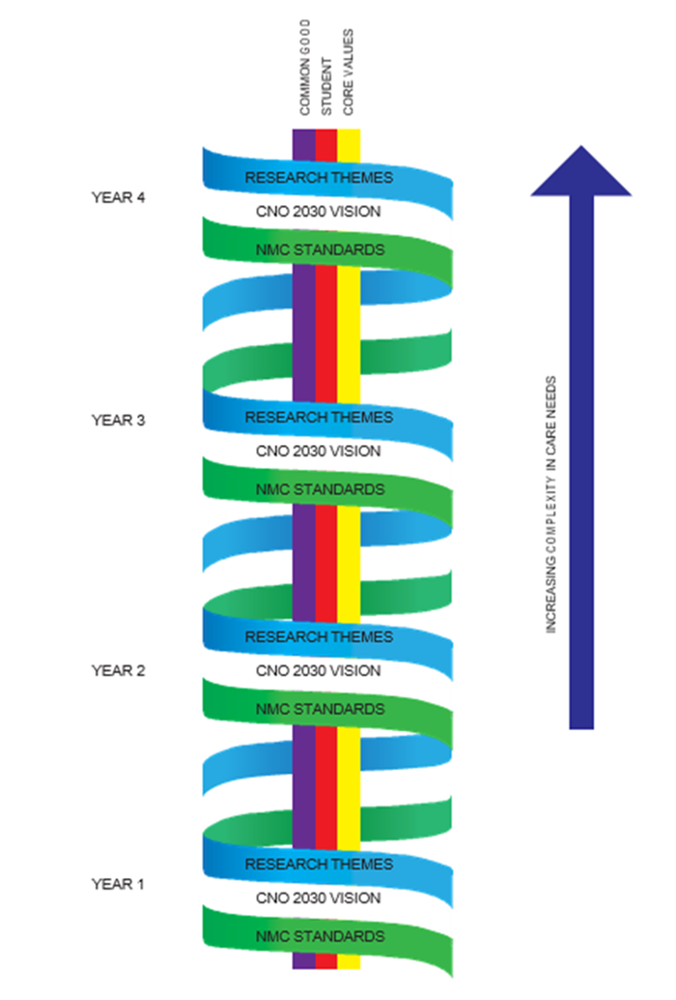 COMMON GOOD
STUDENT
CORE VALUES
RESEARCH THEMES
YEAR 4
CNO 2030 VISION
NMC STANDARDS
RESEARCH THEMES
YEAR 3
CNO 2030 VISION
NMC STANDARDS
INCREASING COMPLEXITY IN CARE NEEDS
RESEARCH THEMES
YEAR 2
CNO 2030 VISION
NMC STANDARDS
RESEARCH THEMES
YEAR 1
CNO 2030 VISION
NMC STANDARDS